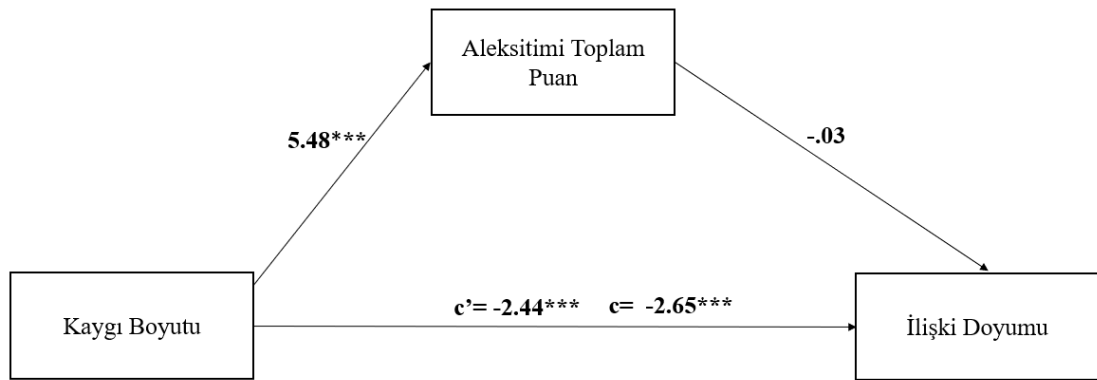 Aleksitimi Toplam
Puan
5.48***
-.03
c’= -2.44*** c= -2.65***
Kaygı Boyutu
İlişki Doyumu